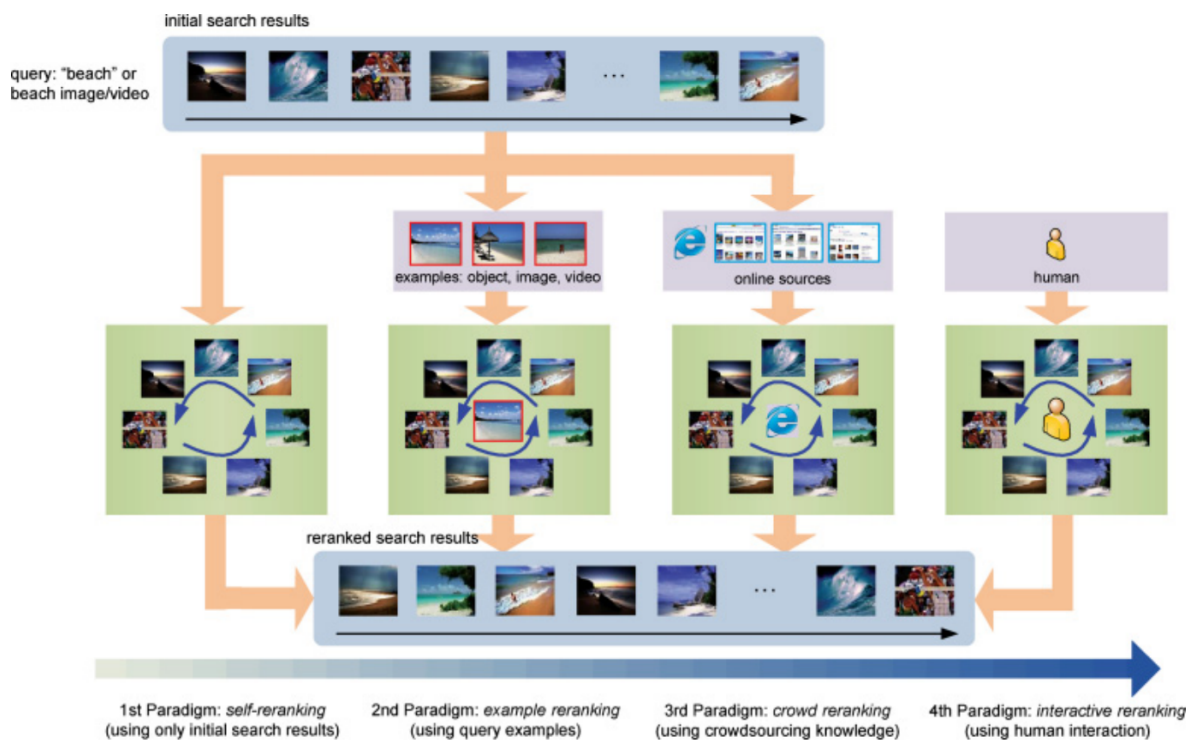 initial search results
query: “beach” or
beach image/video
...
examples: object, image, video
online sources
human
reranked search results
...
1st Paradigm: self-reranking
(using only initial search results)
2nd Paradigm: example reranking
(using query examples)
3rd Paradigm: crowd reranking
(using crowdsourcing knowledge)
4th Paradigm: interactive reranking
(using human interaction)